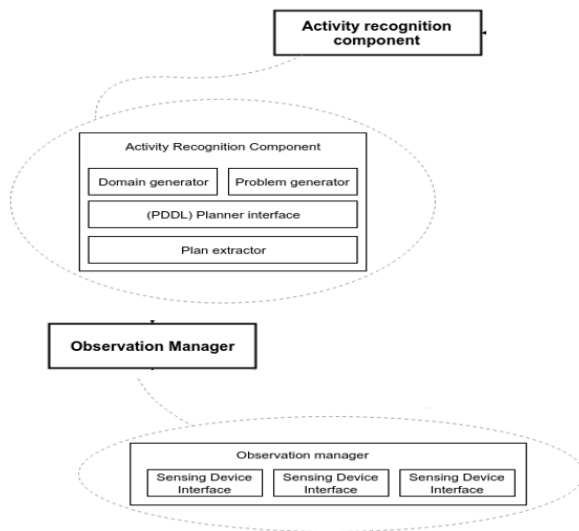 Activity recognition
component
Activity Recognition Component
Domain generator
Problem generator
(PDDL) Planner interface
Plan extractor
Observation Manager
Observation manager
Sensing Device
Interface
Sensing Device
Interface
Sensing Device
Interface